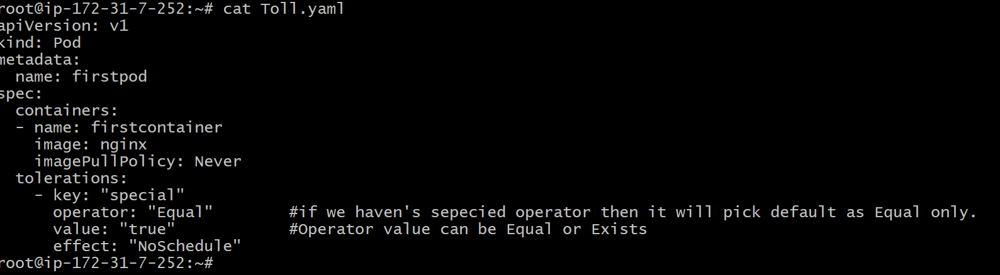 root@ip-172-31-7-252:~# cat Toll.yaml
apiVersion: v1
kind: Pod
metadata:
  name: firstpod
spec:
  containers:
  - name: firstcontainer
    image: nginx
    imagePullPolicy: Never
  tolerations:
    - key: "special"
      operator: "Equal"        #if we haven's sepecied operator then it will pick default as Equal only.
      value: "true"            #Operator value can be Equal or Exists
      effect: "NoSchedule"
root@ip-172-31-7-252:~#